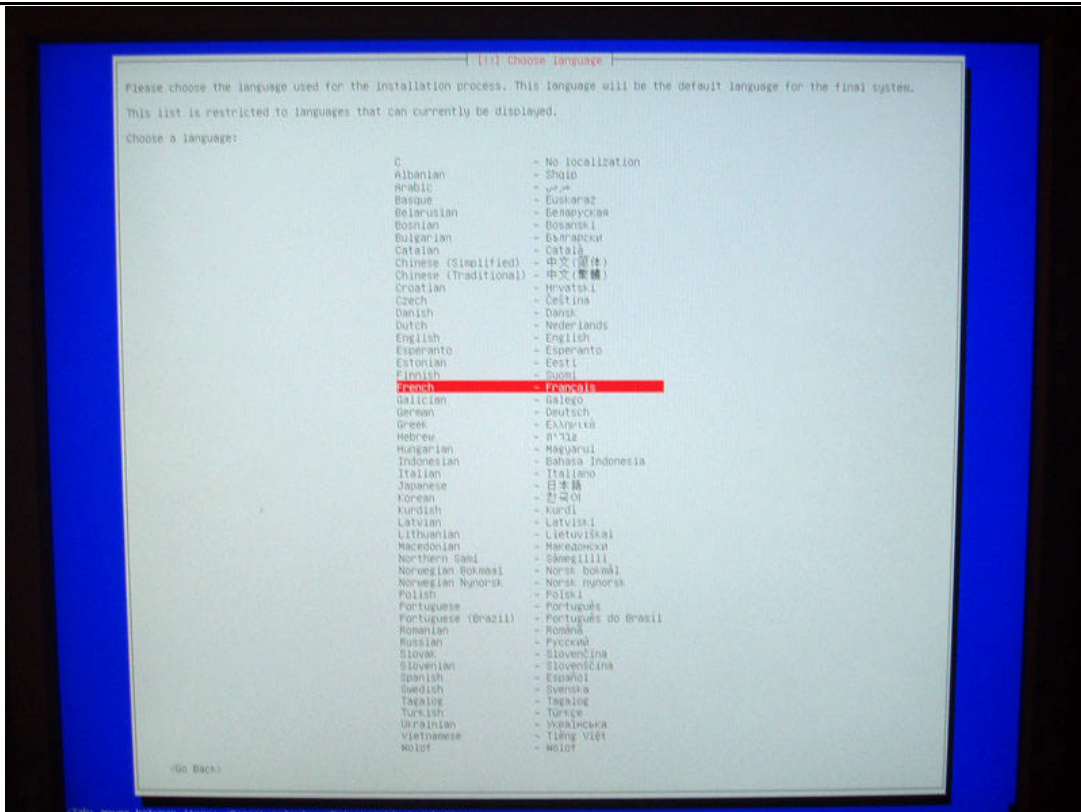 [!!] Choose language
Please choose the language used for the installation process. This language will be the default language for the final system.
This list is restricted to languages that can currently be displayed.
Choose a language:
C - No localization
Albanian - Shqip
Arabic - عربي
Basque - Euskaraz
Belarusian - Беларуская
Bosnian - Bosanski
Bulgarian - Български
Catalan - Català
Chinese (Simplified) - 中文(简体)
Chinese (Traditional) - 中文(繁體)
Croatian - Hrvatski
Czech - Čeština
Danish - Dansk
Dutch - Nederlands
English - English
Esperanto - Esperanto
Estonian - Eesti
Finnish - Suomi
French - Français
Galician - Galego
German - Deutsch
Greek - Ελληνικά
Hebrew - עברית
Hungarian - Magyarul
Indonesian - Bahasa Indonesia
Italian - Italiano
Japanese - 日本語
Korean - 한국어
Kurdish - Kurdî
Latvian - Latviski
Lithuanian - Lietuviškai
Macedonian - Македонски
Northern Sami - Sámegillii
Norwegian Bokmaal - Norsk bokmål
Norwegian Nynorsk - Norsk nynorsk
Polish - Polski
Portuguese - Português
Portuguese (Brazil) - Português do Brasil
Romanian - Română
Russian - Русский
Slovak - Slovenčina
Slovenian - Slovenščina
Spanish - Español
Swedish - Svenska
Tagalog - Tagalog
Turkish - Türkçe
Ukrainian - Українська
Vietnamese - Tiếng Việt
Wolof - Wolof
<Go Back>